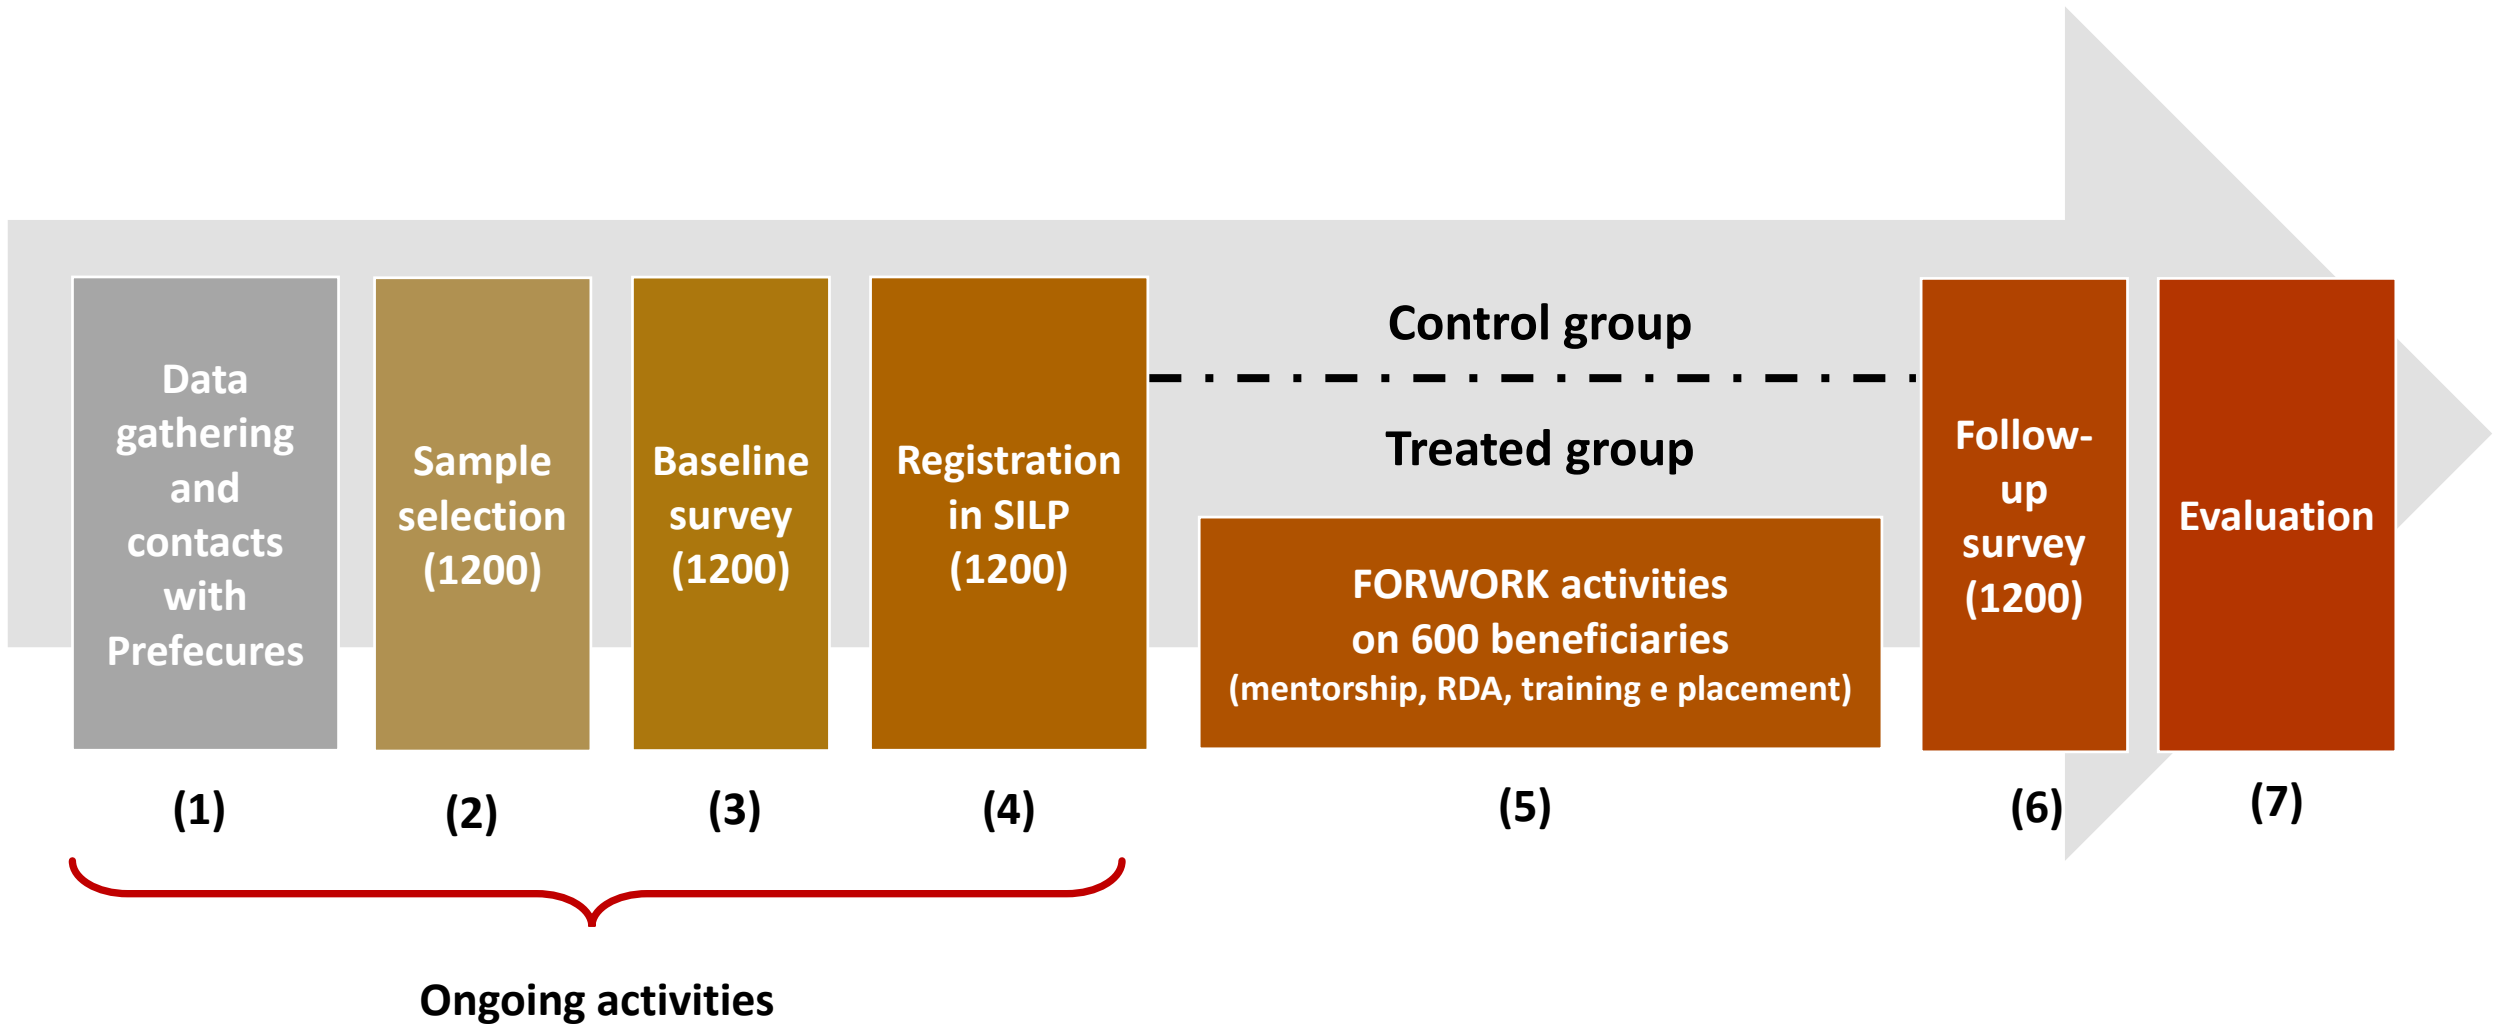 Data
gathering
and
contacts
with
Prefecures
Sample
selection
(1200)
Baseline
survey
(1200)
Registration
in SILP
(1200)
Control group
Treated group
FORWORK activities
on 600 beneficiaries
(mentorship, RDA, training e placement)
Follow-
up
survey
(1200)
Evaluation
(1)
(2)
(3)
(4)
(5)
(6)
(7)
Ongoing activities